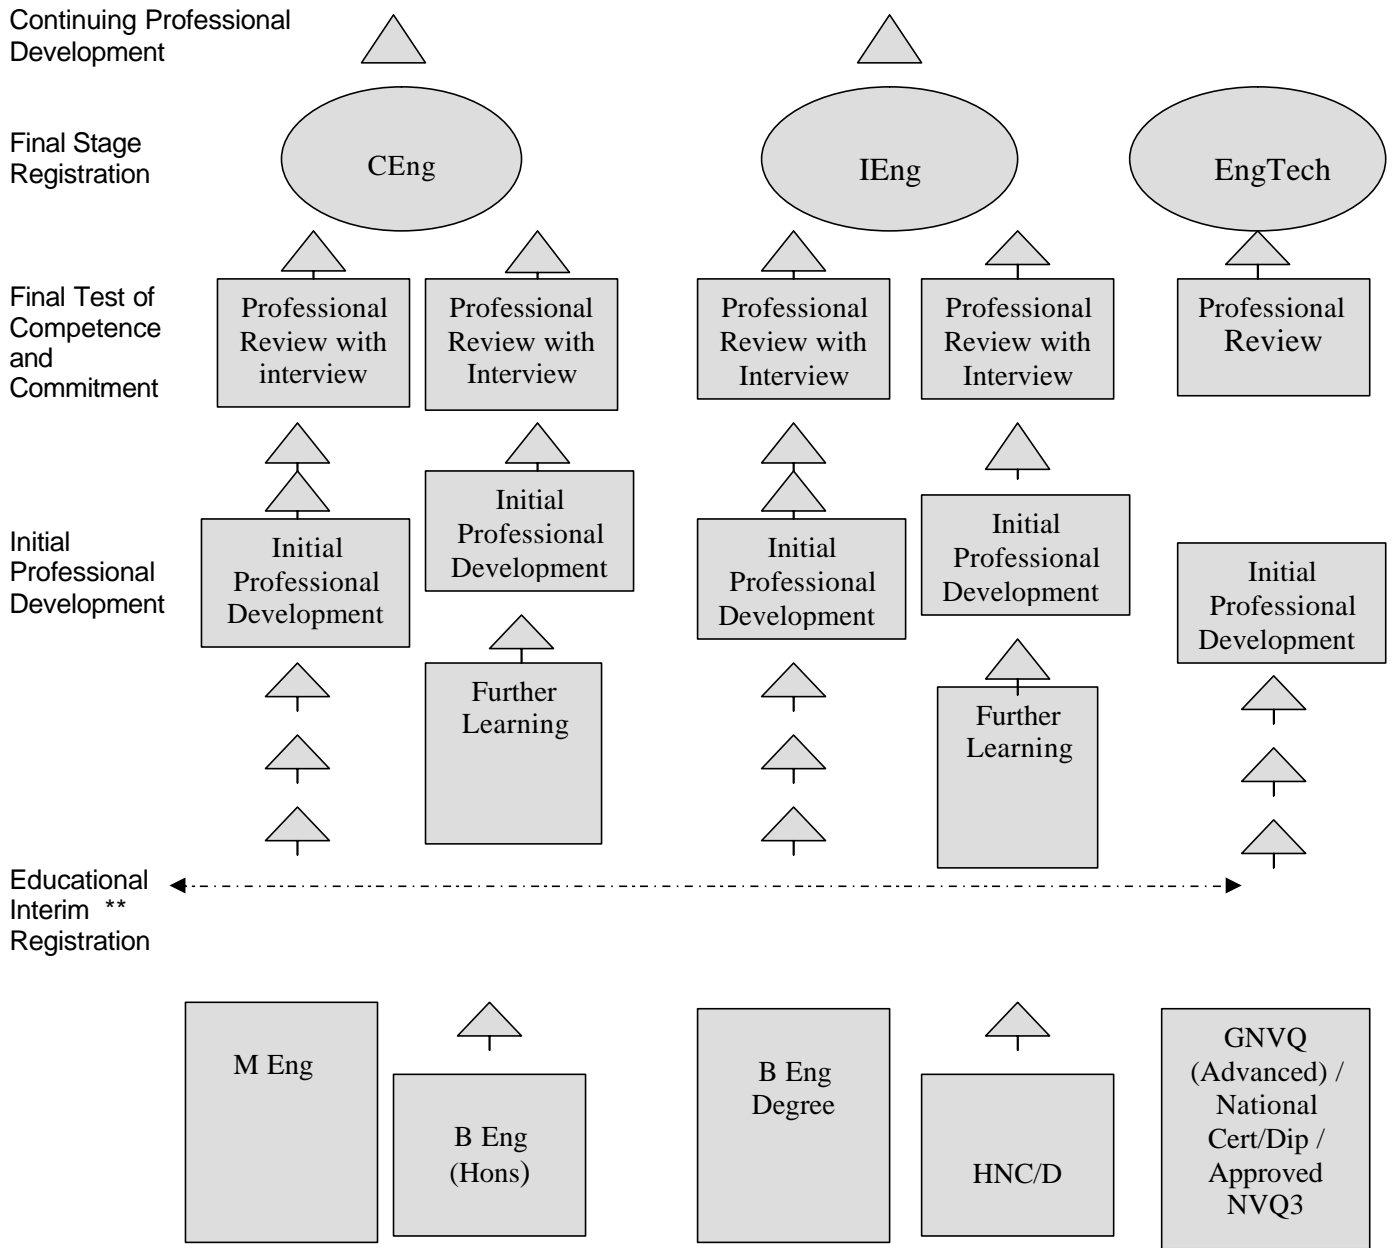 Continuing Professional
Development
Final Stage
Registration
CEng
IEng
EngTech
Final Test of
Competence
and
Commitment
Professional
Review with
interview
Professional
Review with
Interview
Professional
Review with
Interview
Professional
Review with
Interview
Professional
Review
Initial
Professional
Development
Initial
Professional
Development
Initial
Professional
Development
Initial
Professional
Development
Initial
Professional
Development
Initial
Professional
Development
Further
Learning
Further
Learning
Educational
Interim **
Registration
M Eng
B Eng
(Hons)
B Eng
Degree
HNC/D
GNVQ
(Advanced) /
National
Cert/Dip /
Approved
NVQ3